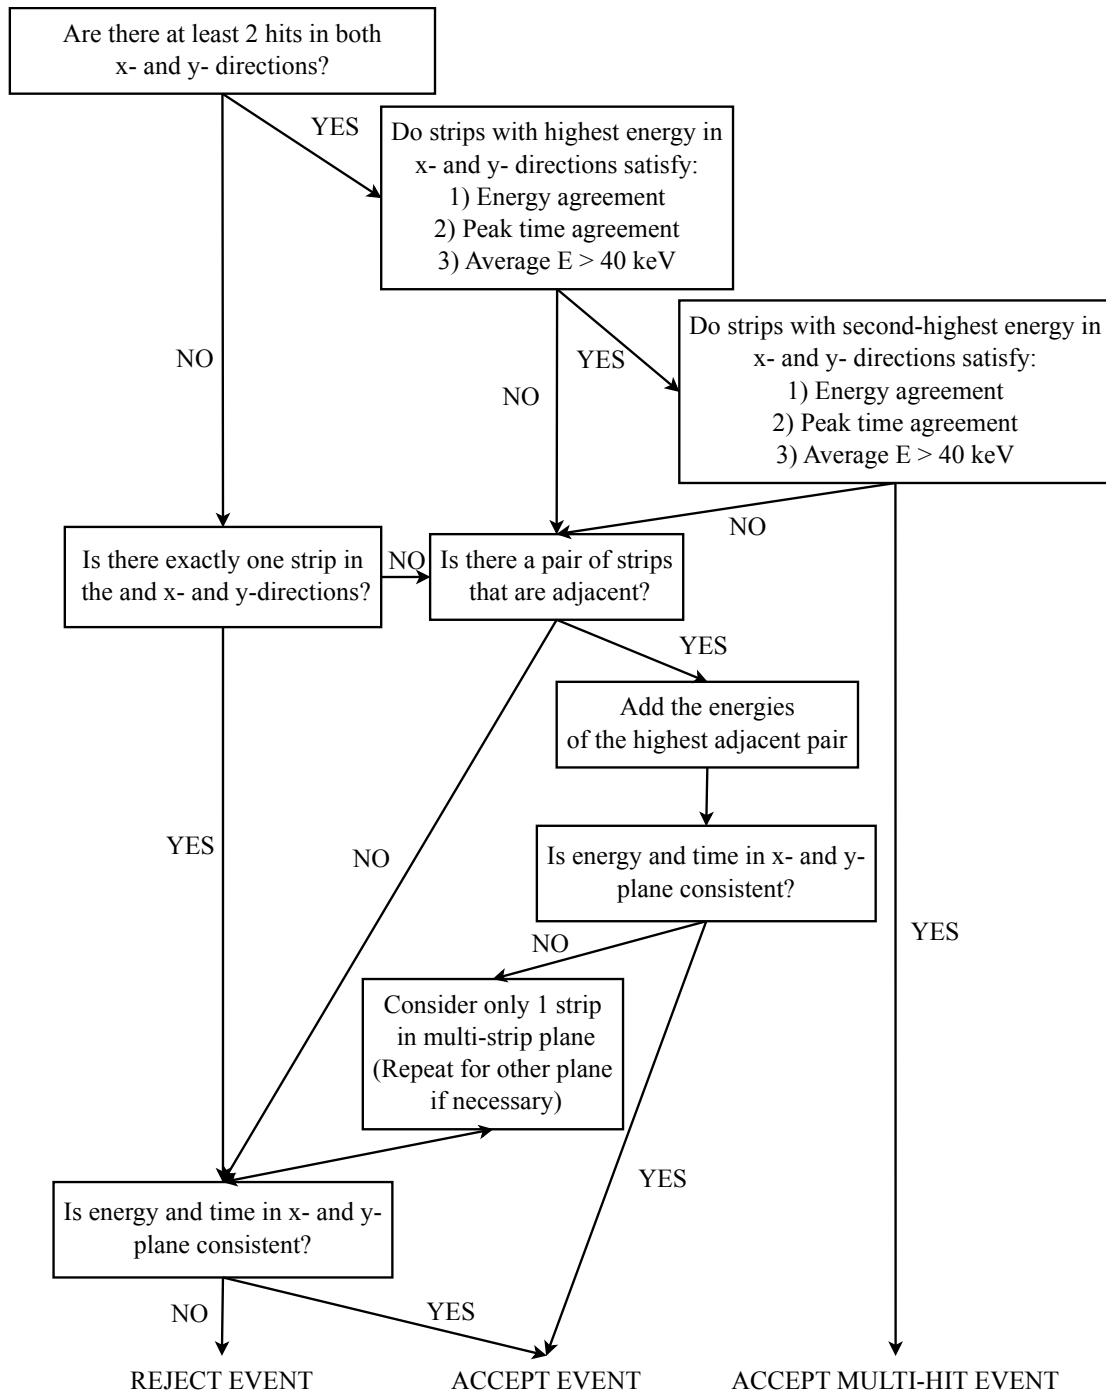 Are there at least 2 hits in both
x- and y- directions?
YES
Do strips with highest energy in
x- and y- directions satisfy:
1) Energy agreement
2) Peak time agreement
3) Average E > 40 keV
NO
NO
YES
Do strips with second-highest energy in
x- and y- directions satisfy:
1) Energy agreement
2) Peak time agreement
3) Average E > 40 keV
NO
Is there exactly one strip in
the and x- and y-directions?
NO
Is there a pair of strips
that are adjacent?
YES
Add the energies
of the highest adjacent pair
YES
NO
Is energy and time in x- and y-
plane consistent?
NO
YES
Consider only 1 strip
in multi-strip plane
(Repeat for other plane
if necessary)
YES
Is energy and time in x- and y-
plane consistent?
NO
YES
REJECT EVENT
ACCEPT EVENT
ACCEPT MULTI-HIT EVENT